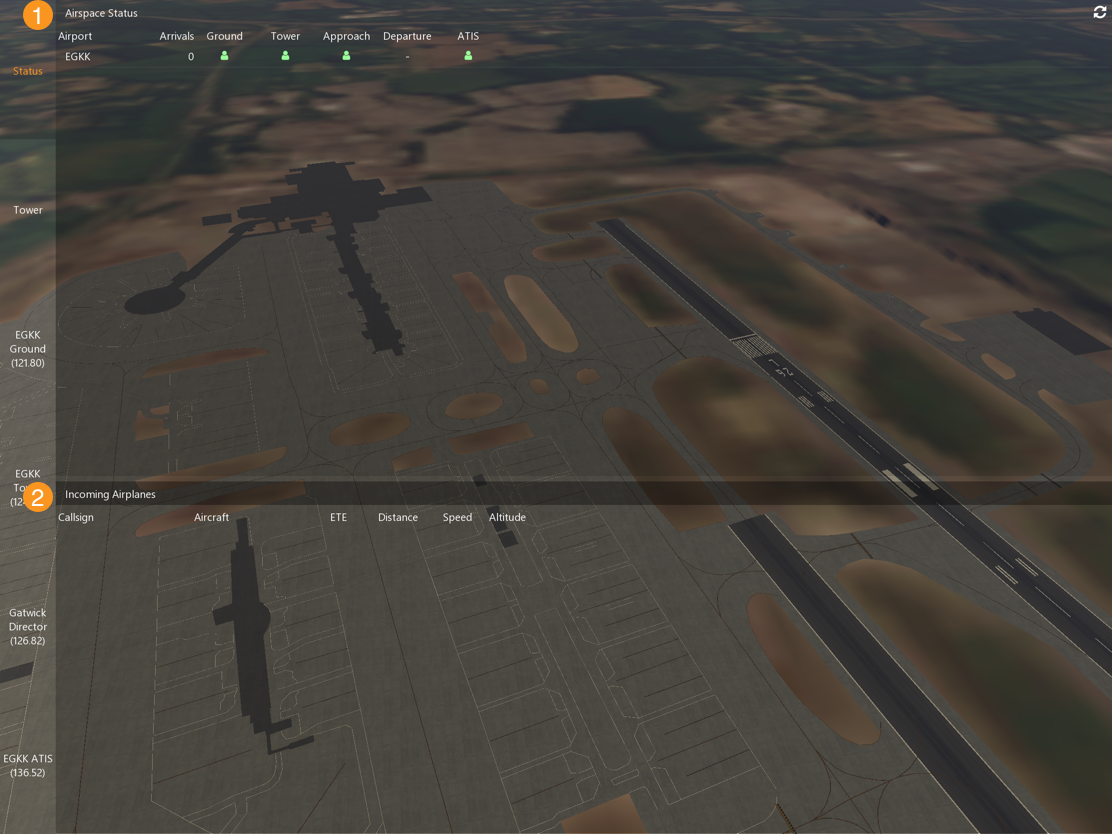 1
Airspace Status
Airport Arrivals Ground Tower Approach Departure ATIS
EGKK 0 -
Status
Tower
EGKK
Ground
(121.80)
EGKK
2
Incoming Airplanes
Callsign Aircraft ETE Distance Speed Altitude
Gatwick
Director
(126.82)
EGKK ATIS
(136.52)